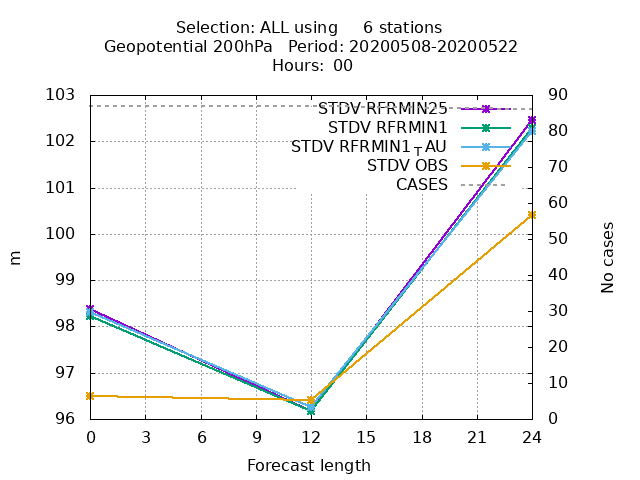 Selection: ALL using     6 stations
Geopotential 200hPa   Period: 20200508-20200522
Hours:  00
103
102
101
100
99
98
97
96
m
90
80
70
60
50
40
30
20
10
0
No cases
STDV RFRMIN25
STDV RFRMIN1
STDV RFRMIN1TAU
STDV OBS
CASES
0 3 6 9 12 15 18 21 24
Forecast length